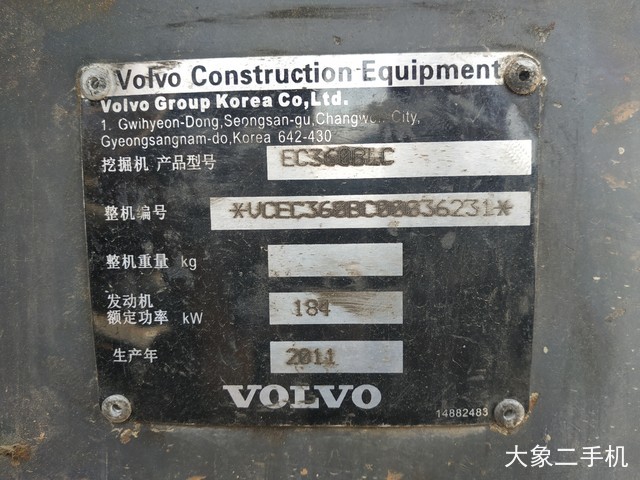 Volvo Construction Equipment
Volvo Group Korea Co,Ltd.
1. Gwihyeon-Dong,Seongsan-gu,Changwon City,
Gyeongsangnam-do,Korea 642-430
挖掘机 产品型号 EC360BLC
整机编号 *VCEC360BC00836231*
整机重量 kg
发动机
额定功率 kW 184
生产年 2011
VOLVO
14882483
大象二手机